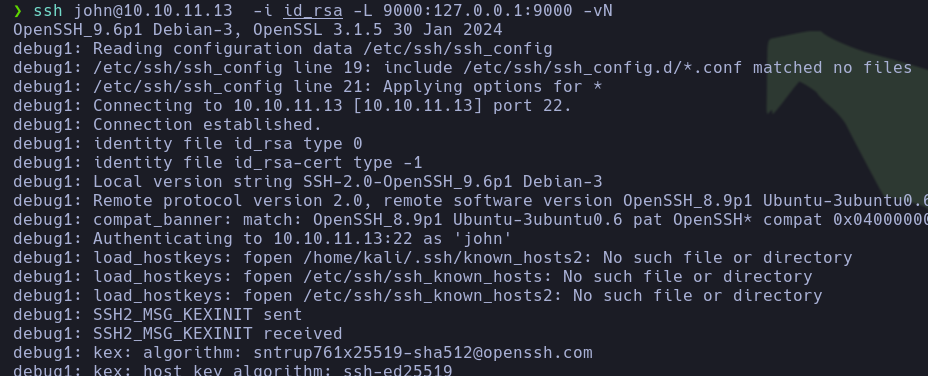 ❯ ssh john@10.10.11.13  -i id_rsa -L 9000:127.0.0.1:9000 -vN
OpenSSH_9.6p1 Debian-3, OpenSSL 3.1.5 30 Jan 2024
debug1: Reading configuration data /etc/ssh/ssh_config
debug1: /etc/ssh/ssh_config line 19: include /etc/ssh/ssh_config.d/*.conf matched no files
debug1: /etc/ssh/ssh_config line 21: Applying options for *
debug1: Connecting to 10.10.11.13 [10.10.11.13] port 22.
debug1: Connection established.
debug1: identity file id_rsa type 0
debug1: identity file id_rsa-cert type -1
debug1: Local version string SSH-2.0-OpenSSH_9.6p1 Debian-3
debug1: Remote protocol version 2.0, remote software version OpenSSH_8.9p1 Ubuntu-3ubuntu0.6
debug1: compat_banner: match: OpenSSH_8.9p1 Ubuntu-3ubuntu0.6 pat OpenSSH* compat 0x04000000
debug1: Authenticating to 10.10.11.13:22 as 'john'
debug1: load_hostkeys: fopen /home/kali/.ssh/known_hosts2: No such file or directory
debug1: load_hostkeys: fopen /etc/ssh/ssh_known_hosts: No such file or directory
debug1: load_hostkeys: fopen /etc/ssh/ssh_known_hosts2: No such file or directory
debug1: SSH2_MSG_KEXINIT sent
debug1: SSH2_MSG_KEXINIT received
debug1: kex: algorithm: sntrup761x25519-sha512@openssh.com
debug1: kex: host key algorithm: ssh-ed25519